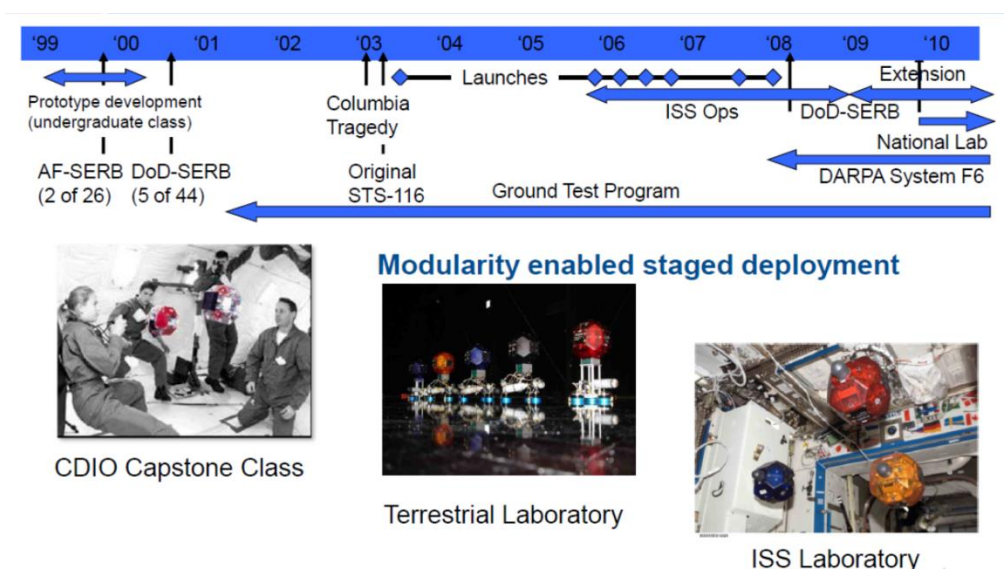 ‘99 ‘00 ‘01 ‘02 ‘03 ‘04 ‘05 ‘06 ‘07 ‘08 ‘09 ‘10
Launches
Extension
Prototype development
(undergraduate class)
Columbia
Tragedy
ISS Ops
DoD-SERB
National Lab
AF-SERB
(2 of 26)
DoD-SERB
(5 of 44)
Original
STS-116
DARPA System F6
Ground Test Program
Modularity enabled staged deployment
CDIO Capstone Class
Terrestrial Laboratory
ISS Laboratory